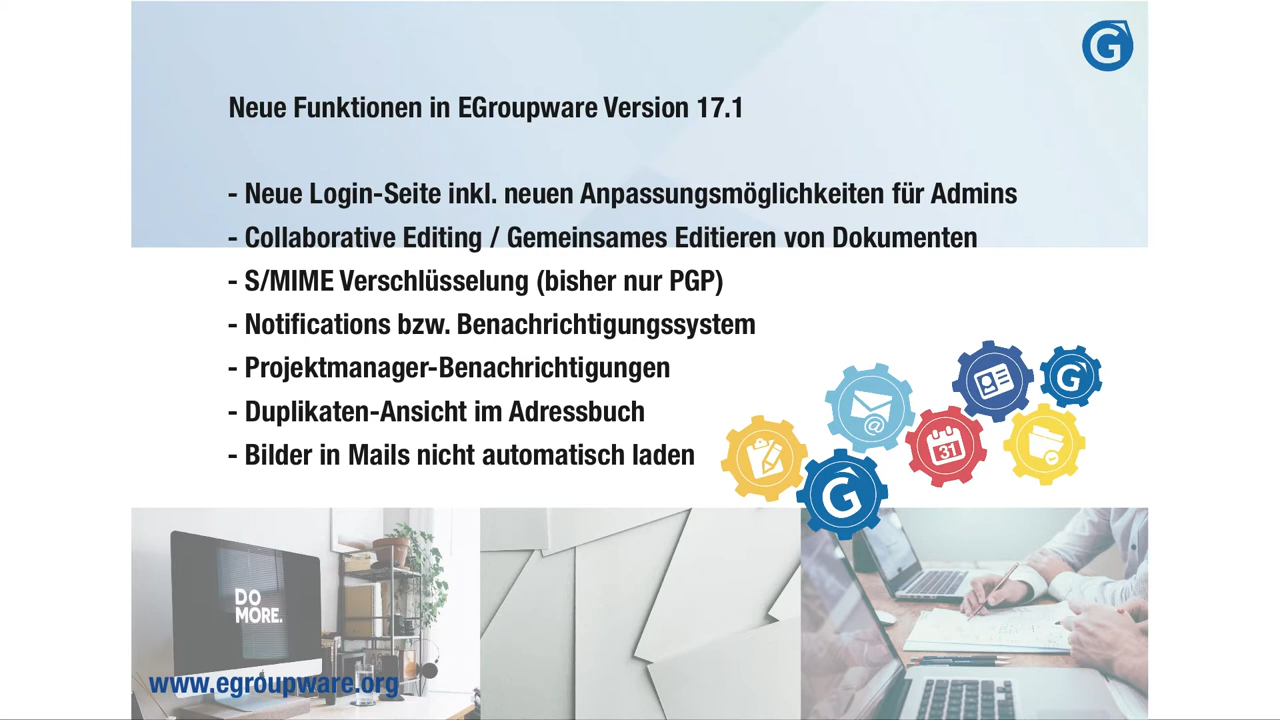 Neue Funktionen in EGroupware Version 17.1
- Neue Login-Seite inkl. neuen Anpassungsmöglichkeiten für Admins
- Collaborative Editing / Gemeinsames Editieren von Dokumenten
- S/MIME Verschlüsselung (bisher nur PGP)
- Notifications bzw. Benachrichtigungssystem
- Projektmanager-Benachrichtigungen
- Duplikaten-Ansicht im Adressbuch
- Bilder in Mails nicht automatisch laden
G
G
@
31
G
DO
MORE.
www.egroupware.org